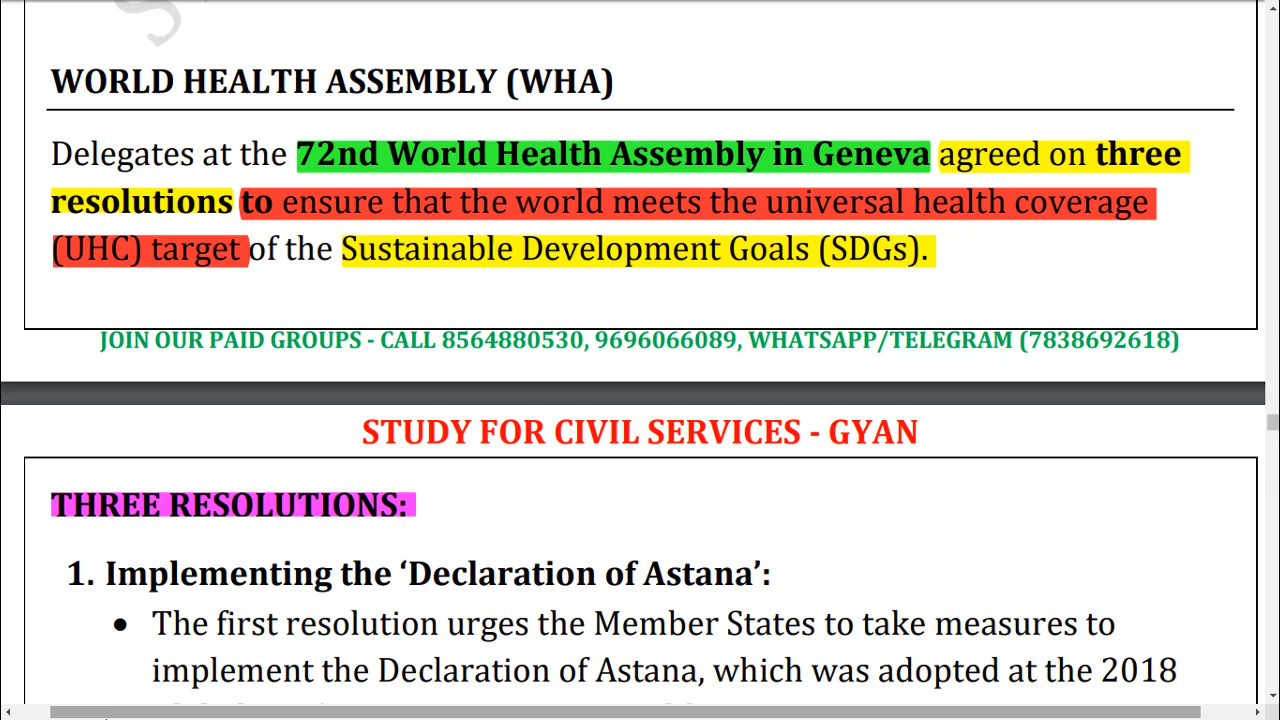 WORLD HEALTH ASSEMBLY (WHA)
Delegates at the 72nd World Health Assembly in Geneva agreed on three
resolutions to ensure that the world meets the universal health coverage
(UHC) target of the Sustainable Development Goals (SDGs).
JOIN OUR PAID GROUPS - CALL 8564880530, 9696066089, WHATSAPP/TELEGRAM (7838692618)
STUDY FOR CIVIL SERVICES - GYAN
THREE RESOLUTIONS:
1. Implementing the ‘Declaration of Astana’:
● The first resolution urges the Member States to take measures to
implement the Declaration of Astana, which was adopted at the 2018